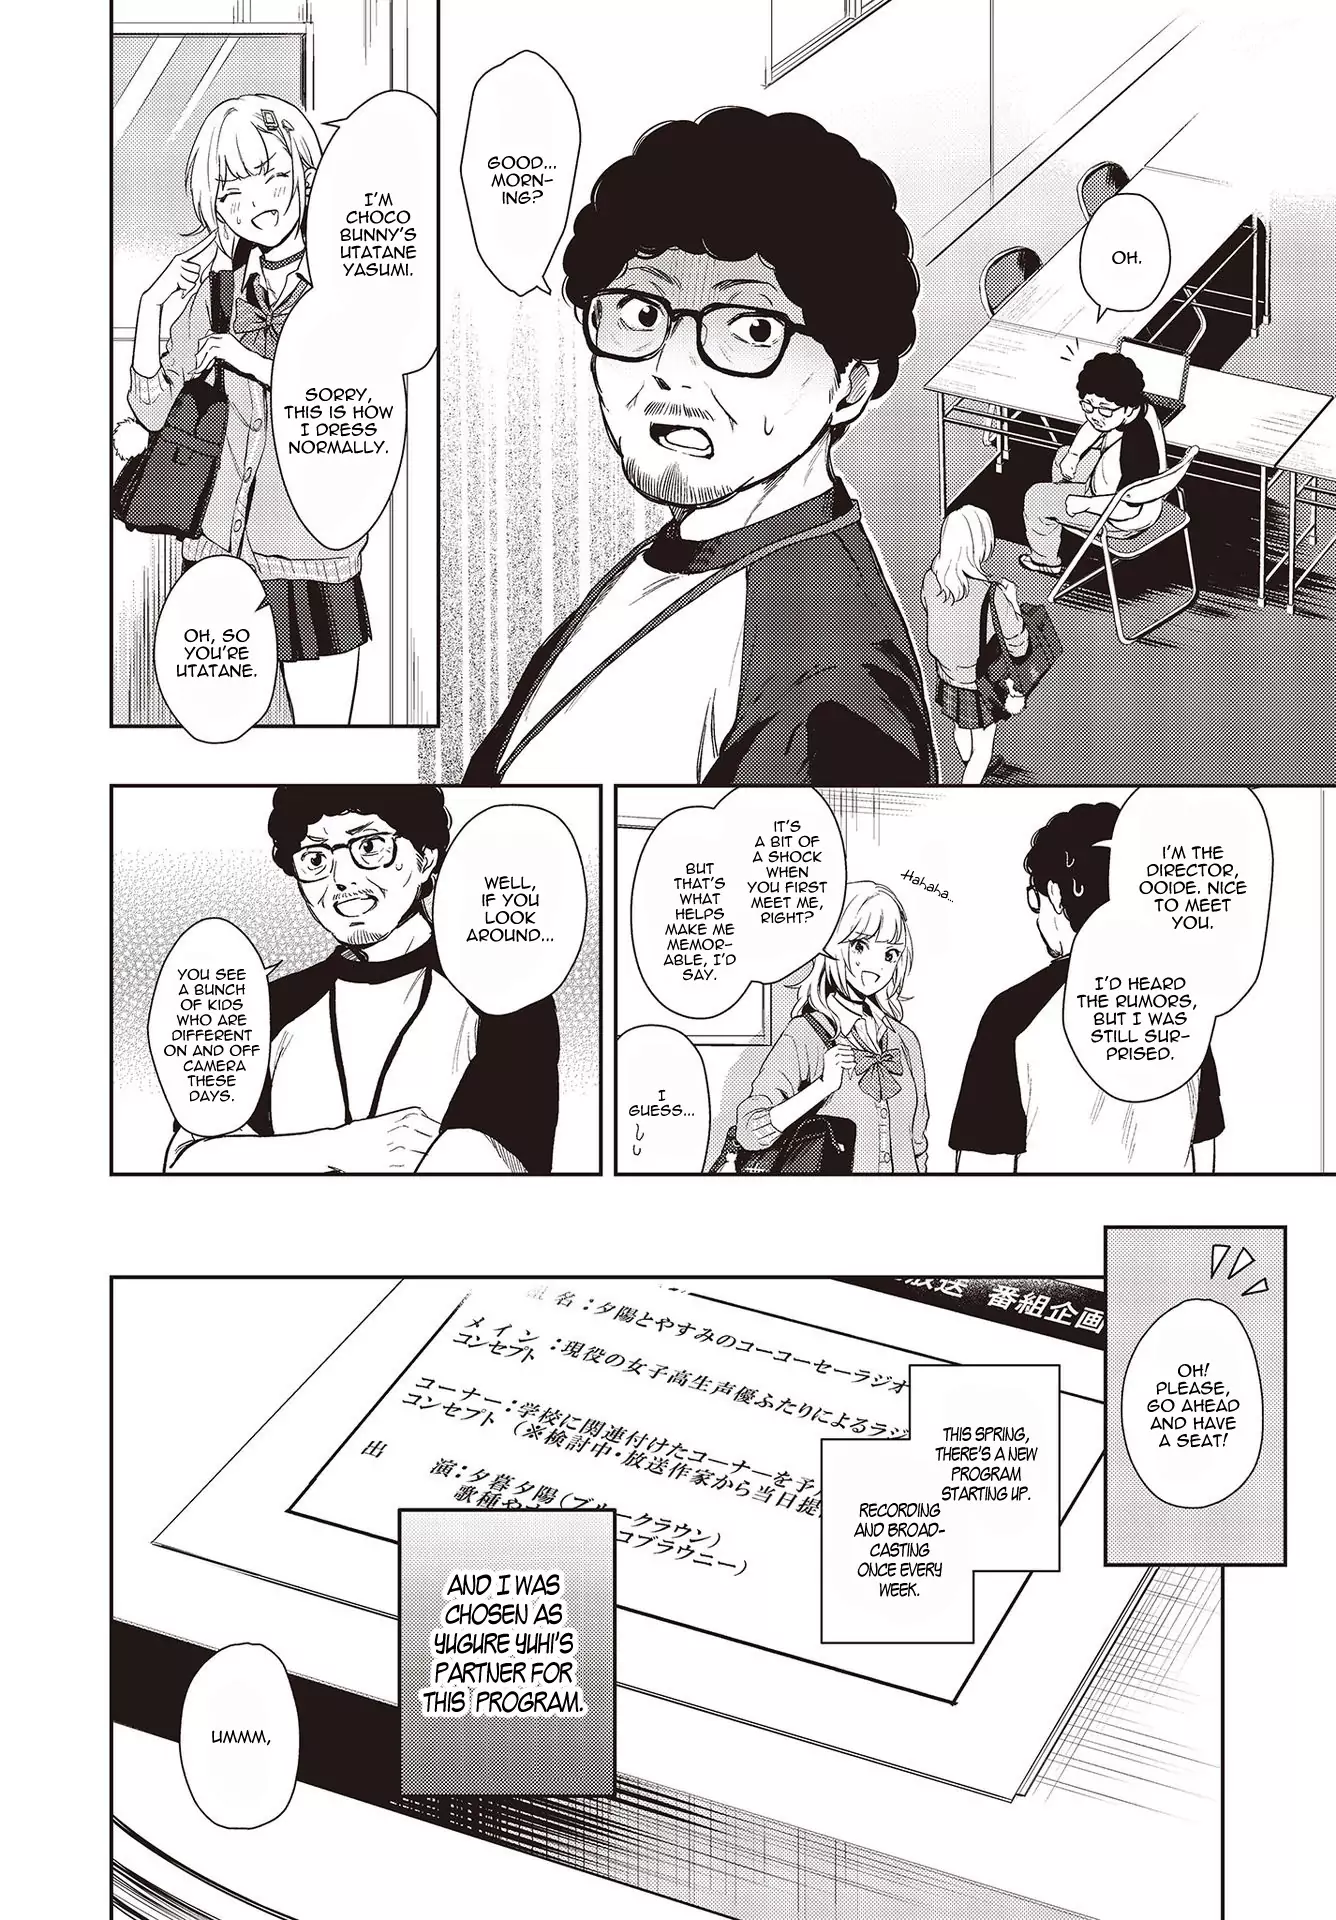 OH.
GOOD...
MORN-
ING?
I'M
CHOCO
BUNNY'S
UTATANE
YASUMI.
SORRY,
THIS IS HOW
I DRESS
NORMALLY.
OH, SO
YOU'RE
UTATANE.
I'M THE
DIRECTOR,
OOIDE. NICE
TO MEET
YOU.
I'D HEARD
THE RUMORS,
BUT I WAS
STILL SUR-
PRISED.
Hahaha...
IT'S
A BIT OF
A SHOCK
WHEN
YOU FIRST
MEET ME,
RIGHT?
BUT
THAT'S
WHAT
HELPS
MAKE ME
MEMOR-
ABLE, I'D
SAY.
I
GUESS...
WELL,
IF YOU
LOOK
AROUND...
YOU SEE
A BUNCH
OF KIDS
WHO ARE
DIFFERENT
ON AND OFF
CAMERA
THESE
DAYS.
OH!
PLEASE,
GO AHEAD
AND HAVE
A SEAT!
放送 番組企画
名：夕陽とやすみのコーコーセーラジオ
メイン：現役の女子高生声優ふたりによるラジ
コンセプト
コーナー：学校に関連付けたコーナーを予
コンセプト（※検討中・放送作家から当日提
出 演：夕暮夕陽（ブルークラウン）
歌種や コブラウニー）
THIS SPRING,
THERE'S A NEW
PROGRAM
STARTING UP.
RECORDING
AND BROAD-
CASTING
ONCE EVERY
WEEK.
AND I WAS
CHOSEN AS
YUGURE YUHI'S
PARTNER FOR
THIS PROGRAM.
UMMM,